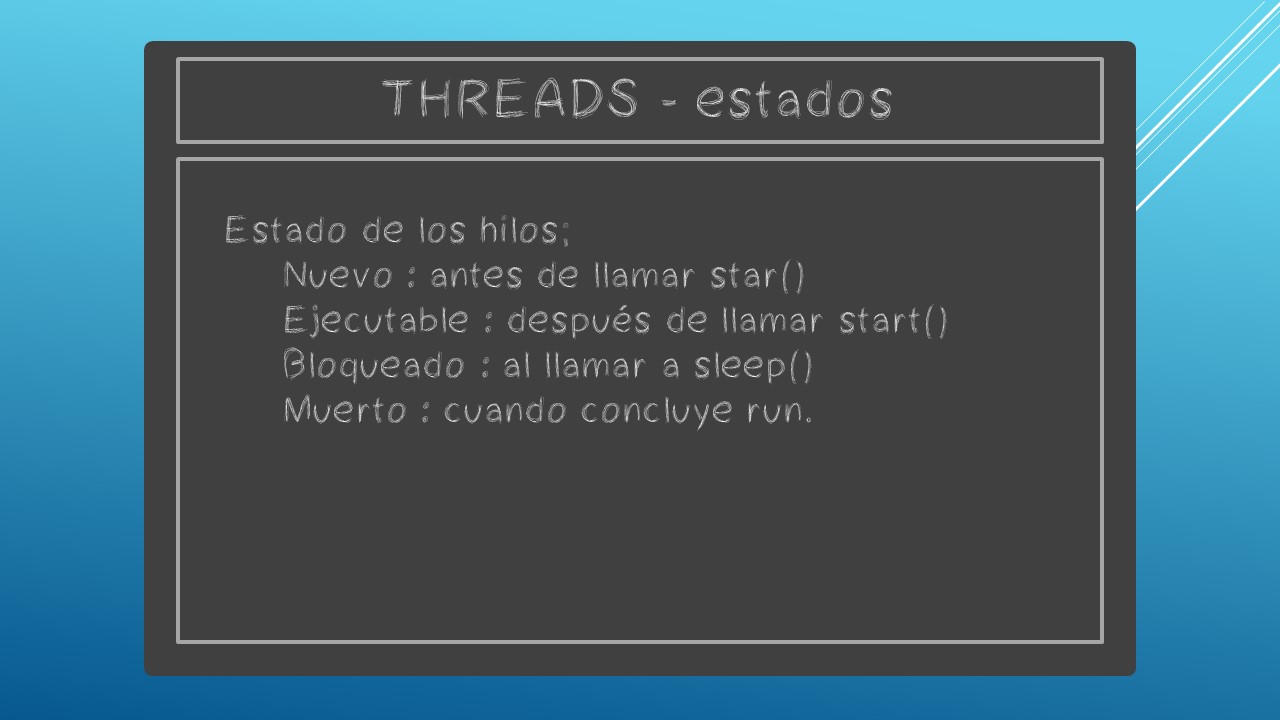 THREADS - estados
Estado de los hilos;
Nuevo : antes de llamar star()
Ejecutable : después de llamar start()
Bloqueado : al llamar a sleep()
Muerto : cuando concluye run.